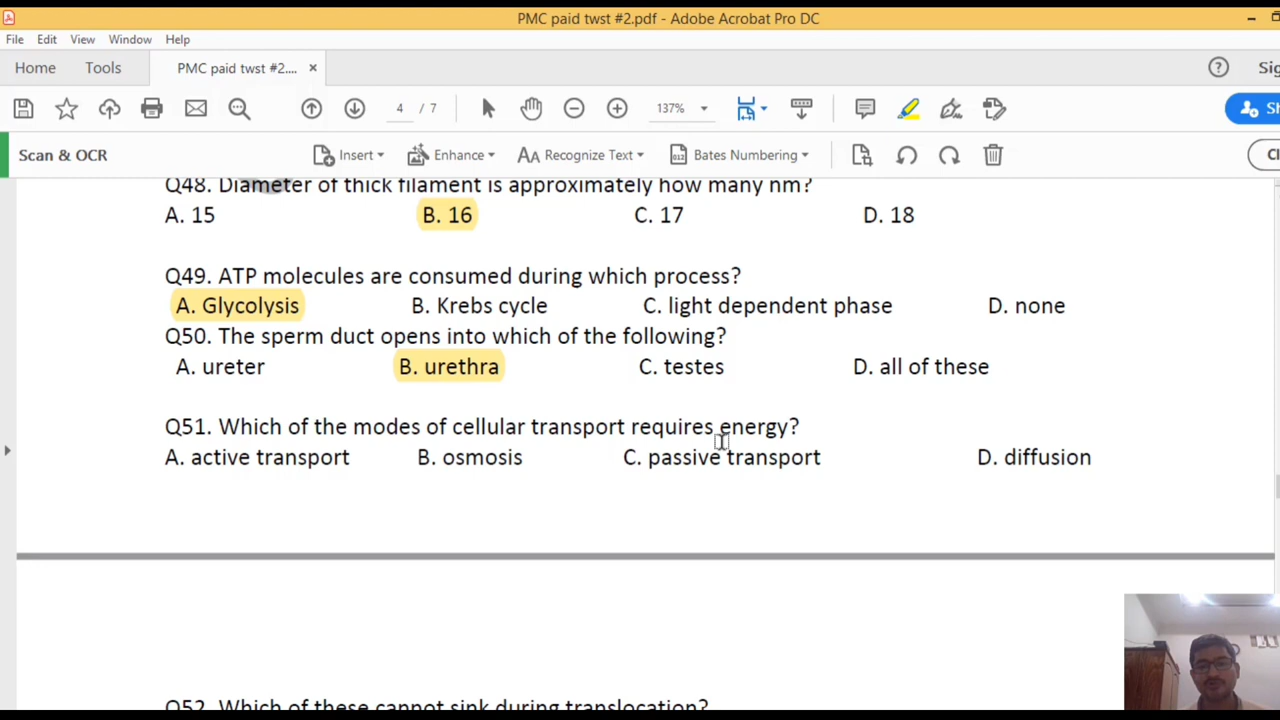 PMC paid twst #2.pdf - Adobe Acrobat Pro DC
File Edit View Window Help
Home Tools PMC paid twst #2.... ×
4 / 7 137%
Scan & OCR Insert Enhance Recognize Text Bates Numbering
Q48. Diameter of thick filament is approximately how many nm?
A. 15 B. 16 C. 17 D. 18
Q49. ATP molecules are consumed during which process?
A. Glycolysis B. Krebs cycle C. light dependent phase D. none
Q50. The sperm duct opens into which of the following?
A. ureter B. urethra C. testes D. all of these
Q51. Which of the modes of cellular transport requires energy?
A. active transport B. osmosis C. passive transport D. diffusion
Q52. Which of these cannot sink during translocation?